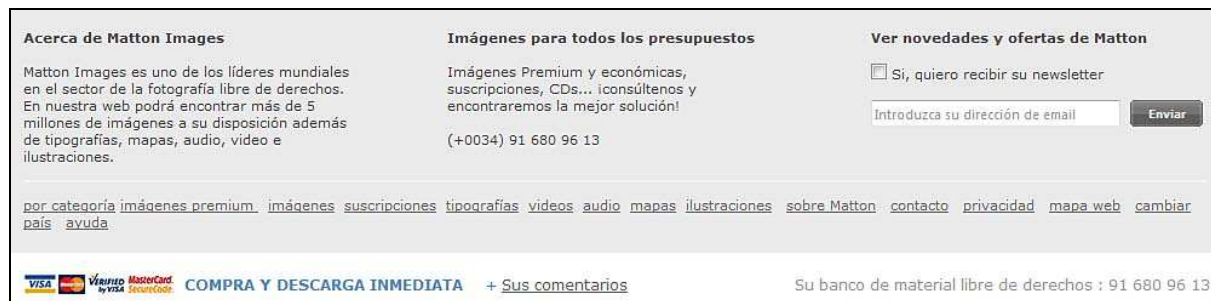 Acerca de Matton Images
Matton Images es uno de los líderes mundiales
en el sector de la fotografía libre de derechos.
En nuestra web podrá encontrar más de 5
millones de imágenes a su disposición además
de tipografías, mapas, audio, video e
ilustraciones.
Imágenes para todos los presupuestos
Imágenes Premium y económicas,
suscripciones, CDs... ¡consúltenos y
encontraremos la mejor solución!
(+0034) 91 680 96 13
Ver novedades y ofertas de Matton
Si, quiero recibir su newsletter
Introduzca su dirección de email
Enviar
por categoría imágenes premium imágenes suscripciones tipografías videos audio mapas ilustraciones sobre Matton contacto privacidad mapa web cambiar
país ayuda
VISA MasterCard VERIFIED by VISA MasterCard. SecureCode. COMPRA Y DESCARGA INMEDIATA + Sus comentarios Su banco de material libre de derechos : 91 680 96 13